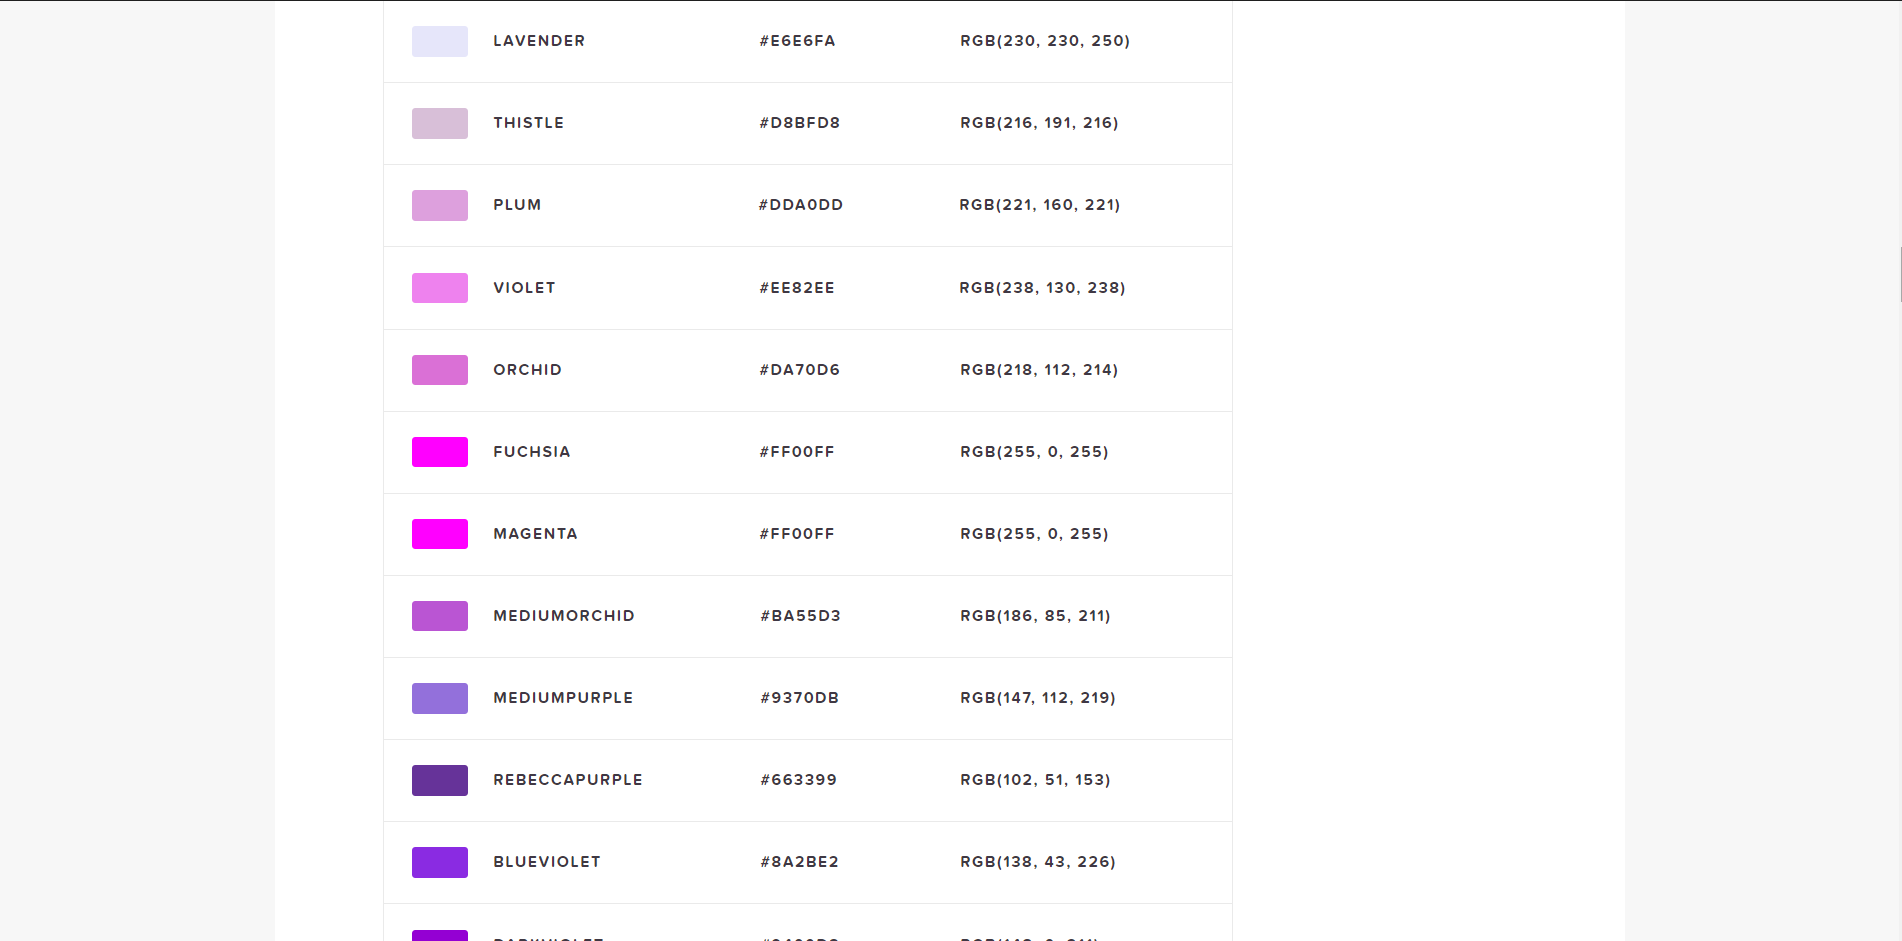 LAVENDER #E6E6FA RGB(230, 230, 250)
THISTLE #D8BFD8 RGB(216, 191, 216)
PLUM #DDA0DD RGB(221, 160, 221)
VIOLET #EE82EE RGB(238, 130, 238)
ORCHID #DA70D6 RGB(218, 112, 214)
FUCHSIA #FF00FF RGB(255, 0, 255)
MAGENTA #FF00FF RGB(255, 0, 255)
MEDIUMORCHID #BA55D3 RGB(186, 85, 211)
MEDIUMPURPLE #9370DB RGB(147, 112, 219)
REBECCAPURPLE #663399 RGB(102, 51, 153)
BLUEVIOLET #8A2BE2 RGB(138, 43, 226)